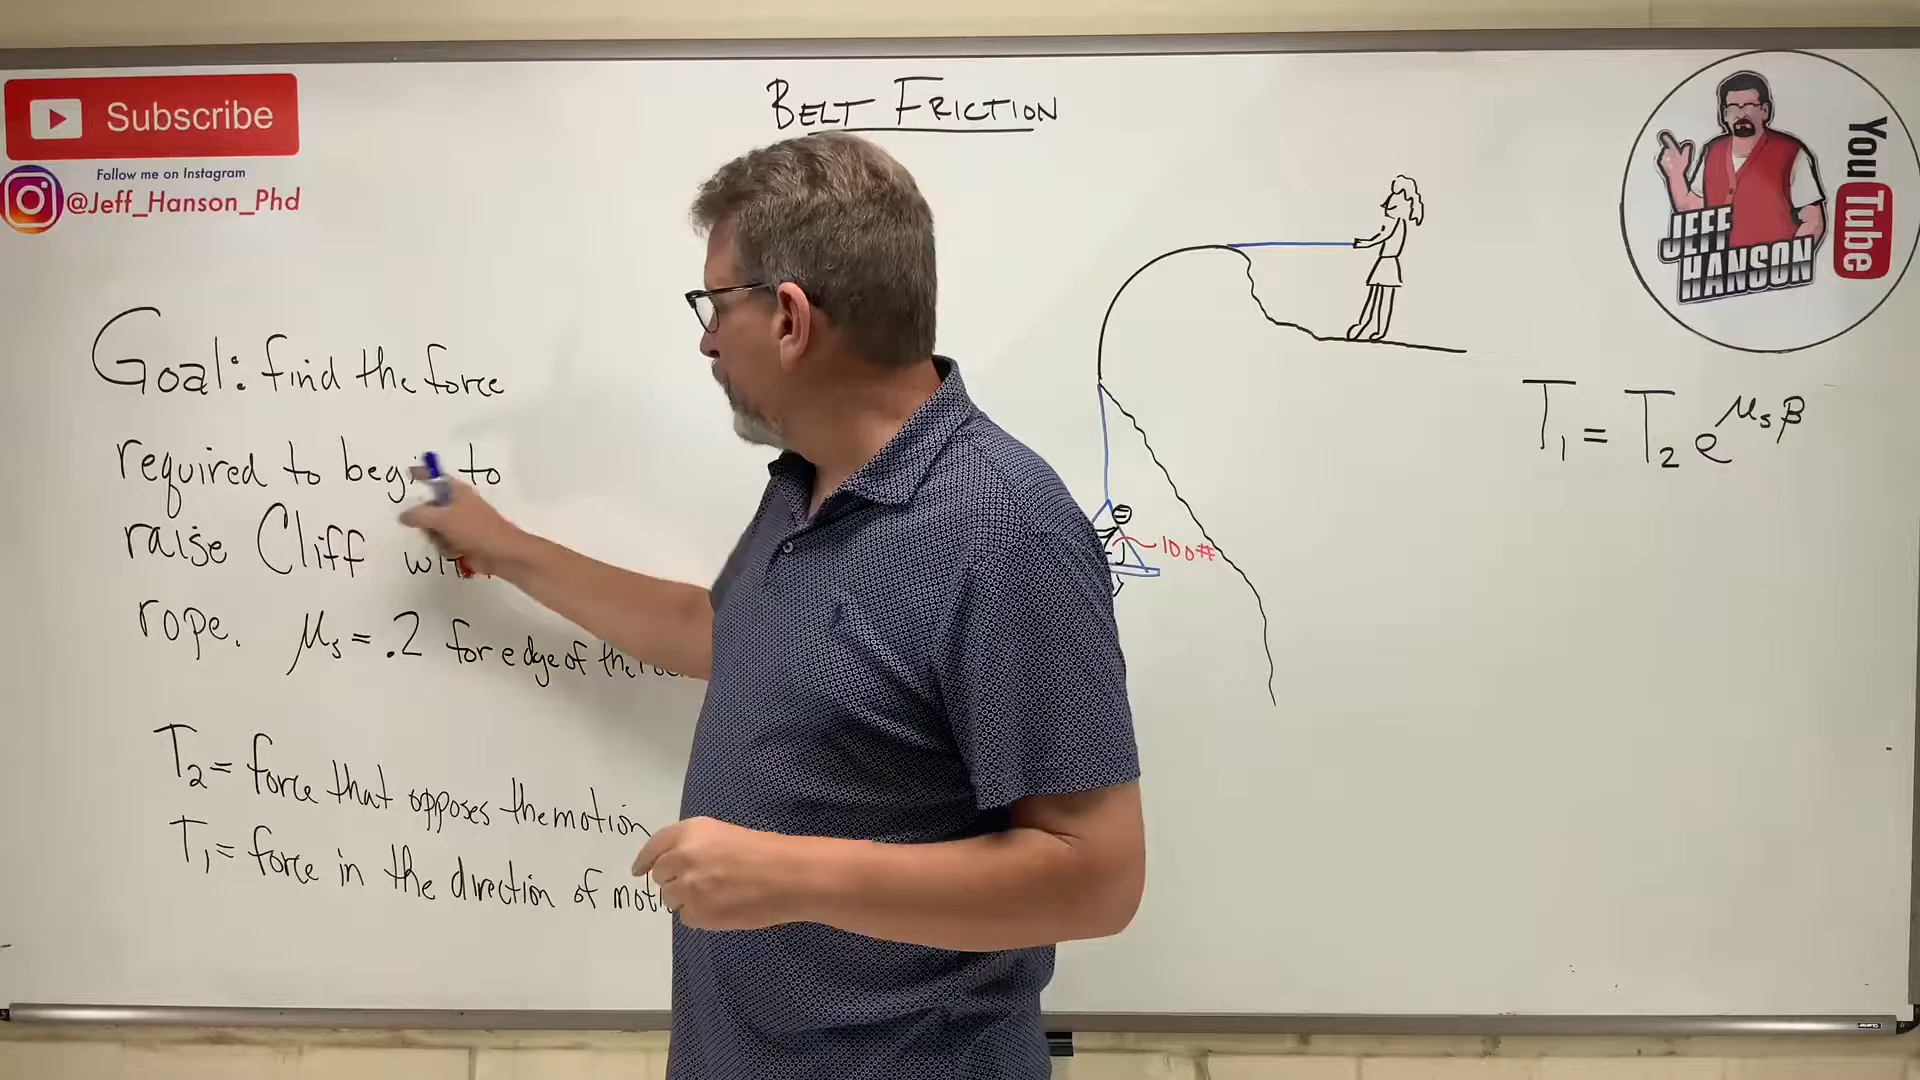 Subscribe
Follow me on Instagram
@Jeff_Hanson_Phd
BELT FRICTION
YouTube
JEFF
HANSON
Goal: find the force
required to begin to
raise Cliff
rope. μs = .2 for edge of the
T2 = force that opposes the motion
T1 = force in the direction of
100#
T1 = T2 e^μsβ